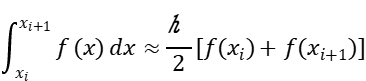 ∫_{x_i}^{x_{i+1}} f(x) dx ≈ h/2 [f(x_i) + f(x_{i+1})]